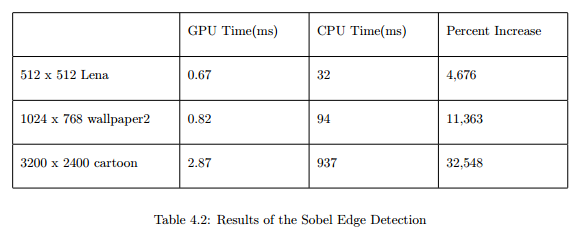 GPU Time(ms) CPU Time(ms) Percent Increase
512 x 512 Lena 0.67 32 4,676
1024 x 768 wallpaper2 0.82 94 11,363
3200 x 2400 cartoon 2.87 937 32,548
Table 4.2: Results of the Sobel Edge Detection